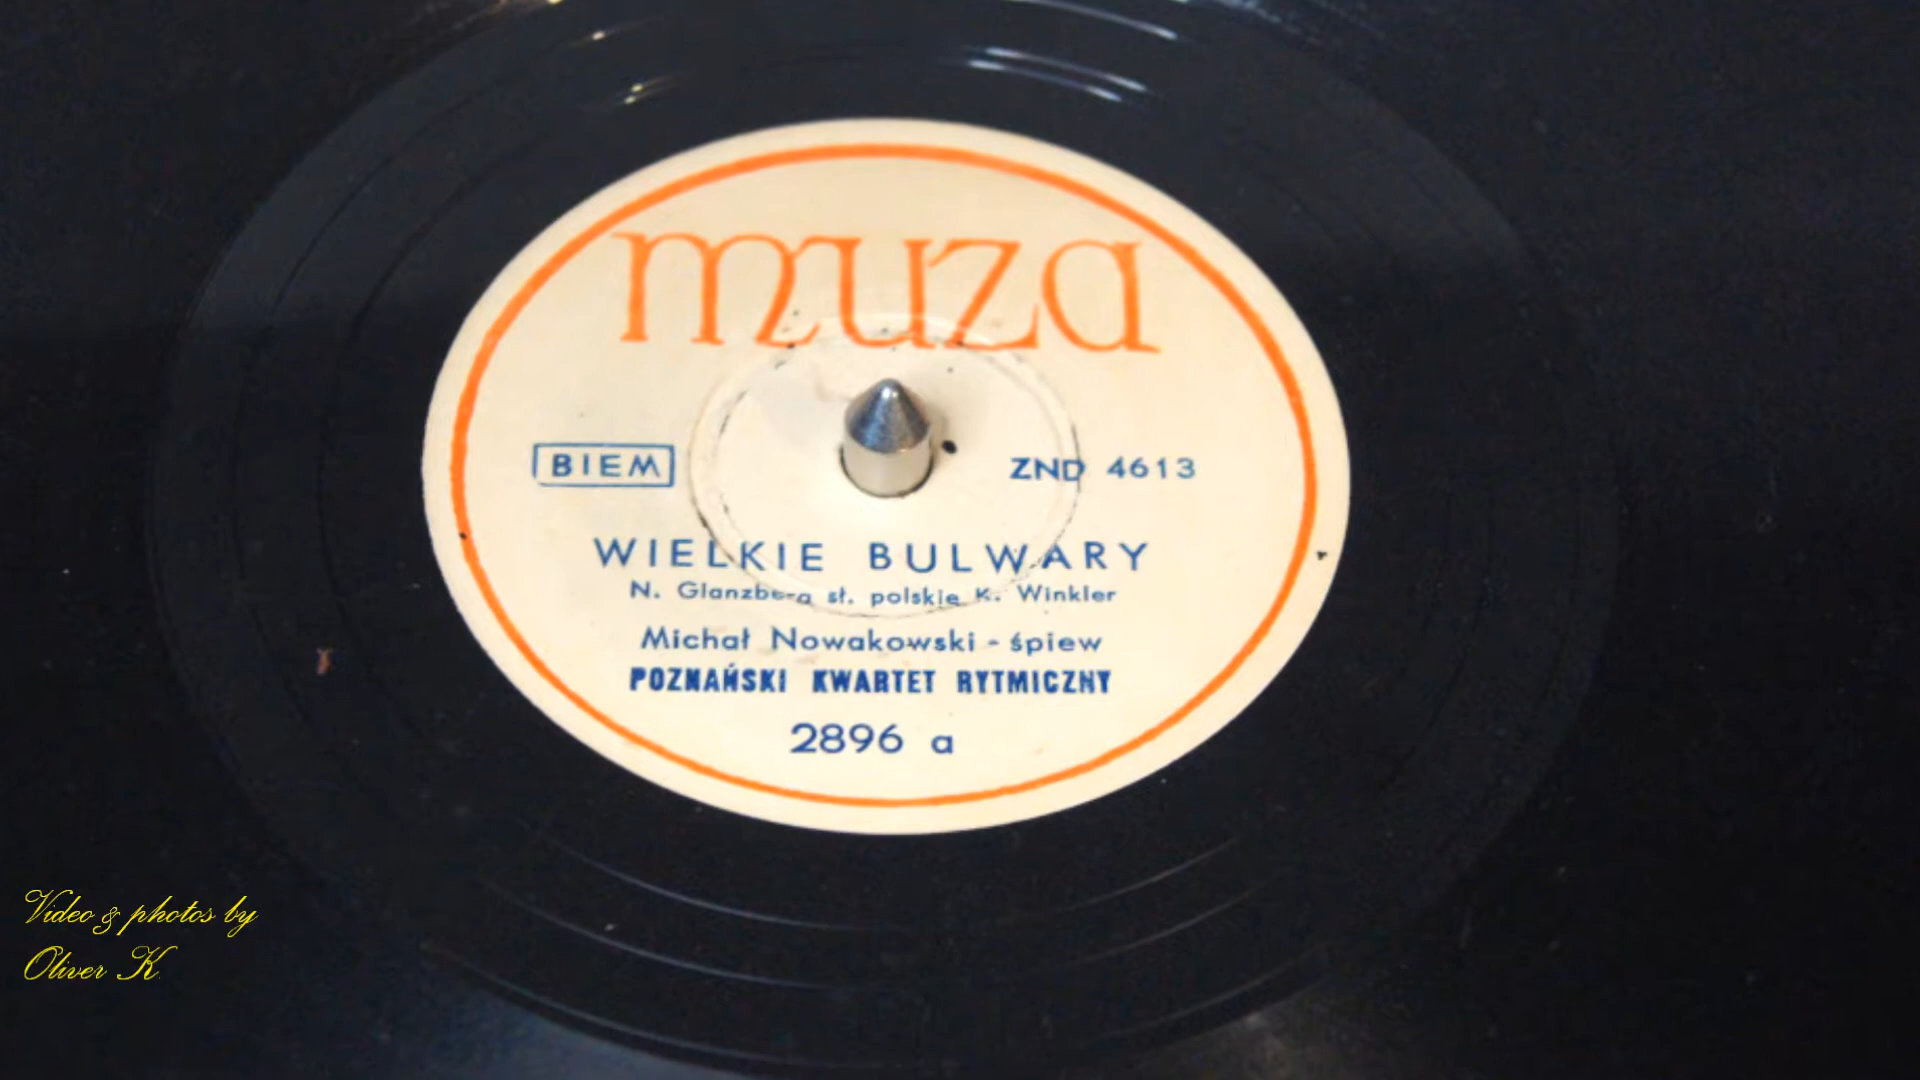 muza
BIEM
ZND 4613
WIELKIE BULWARY
N. Glanzberg sł. polskie K. Winkler
Michał Nowakowski - śpiew
POZNAŃSKI KWARTET RYTMICZNY
2896 a
Video & photos by
Oliver K.